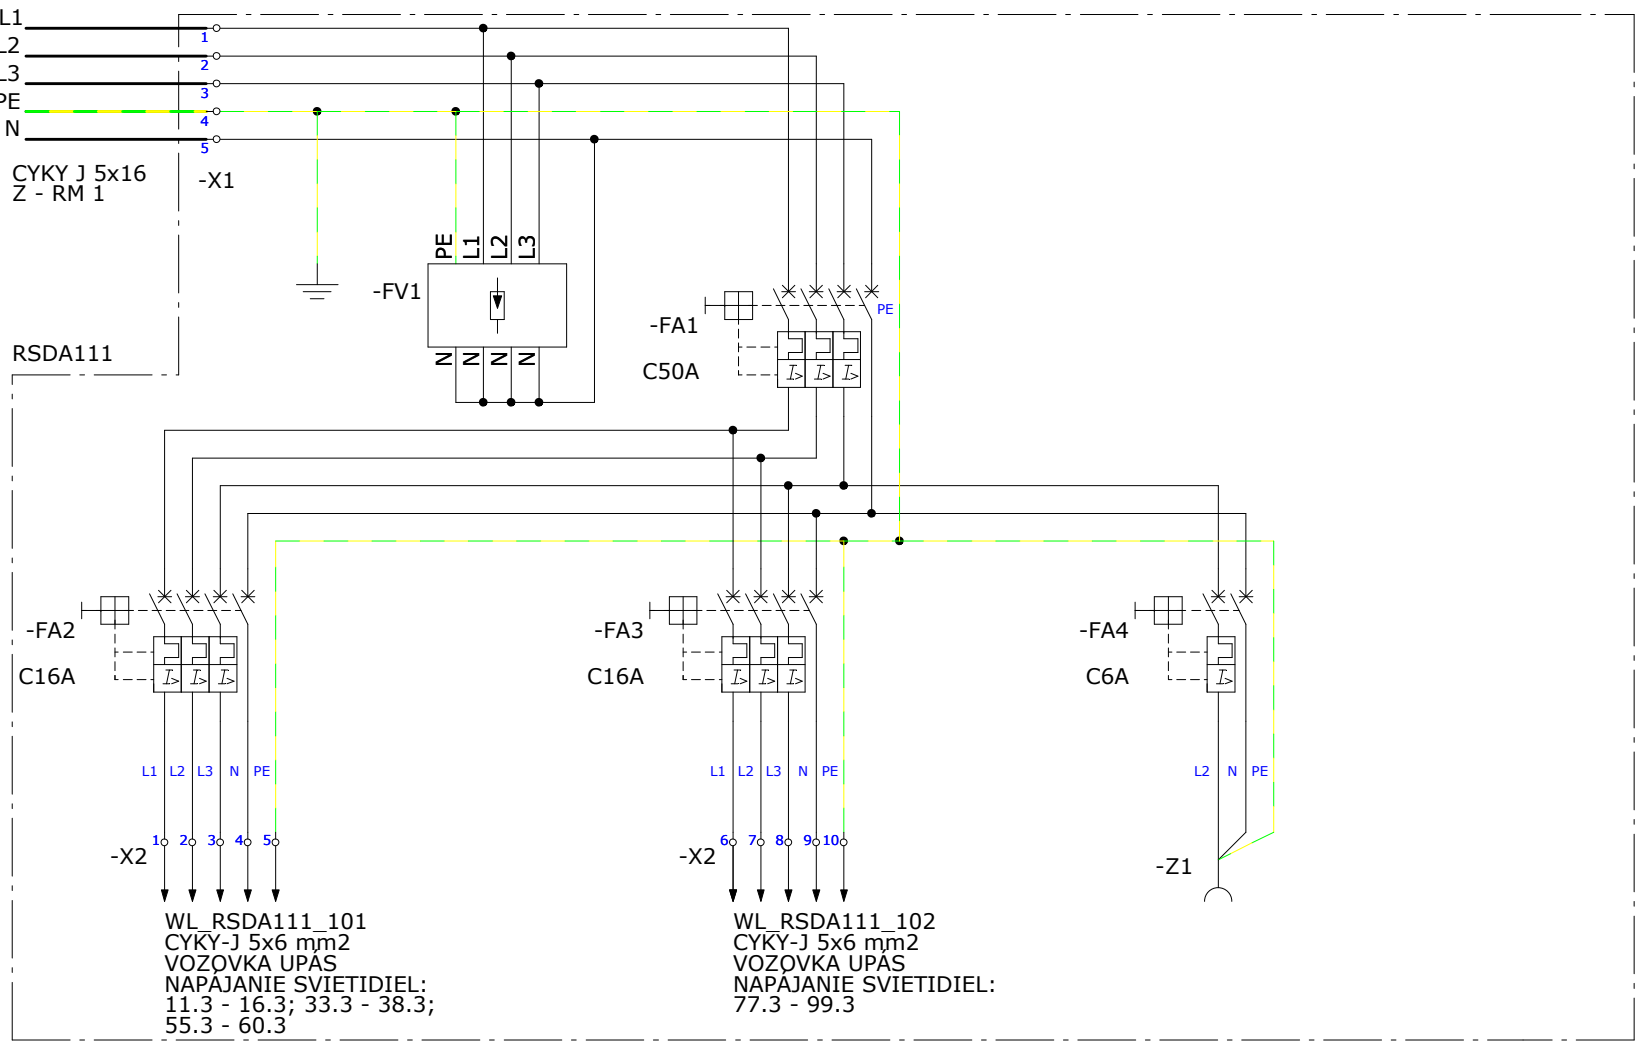 L1
L2
L3
PE
N
1
2
3
4
5
CYKY J 5x16
Z - RM 1
-X1
PE
L1
L2
L3
-FV1
N
N
N
N
RSDA111
-FA1
C50A
PE
I>
I>
I>
-FA2
C16A
I>
I>
I>
-FA3
C16A
I>
I>
I>
-FA4
C6A
I>
L1 L2 L3 N PE
L1 L2 L3 N PE
L2 N PE
1 2 3 4 5
-X2
6 7 8 9 10
-X2
-Z1
WL_RSDA111_101
CYKY-J 5x6 mm2
VOZOVKA UPÁS
NAPÁJANIE SVIETIDIEL:
11.3 - 16.3; 33.3 - 38.3;
55.3 - 60.3
WL_RSDA111_102
CYKY-J 5x6 mm2
VOZOVKA UPÁS
NAPÁJANIE SVIETIDIEL:
77.3 - 99.3